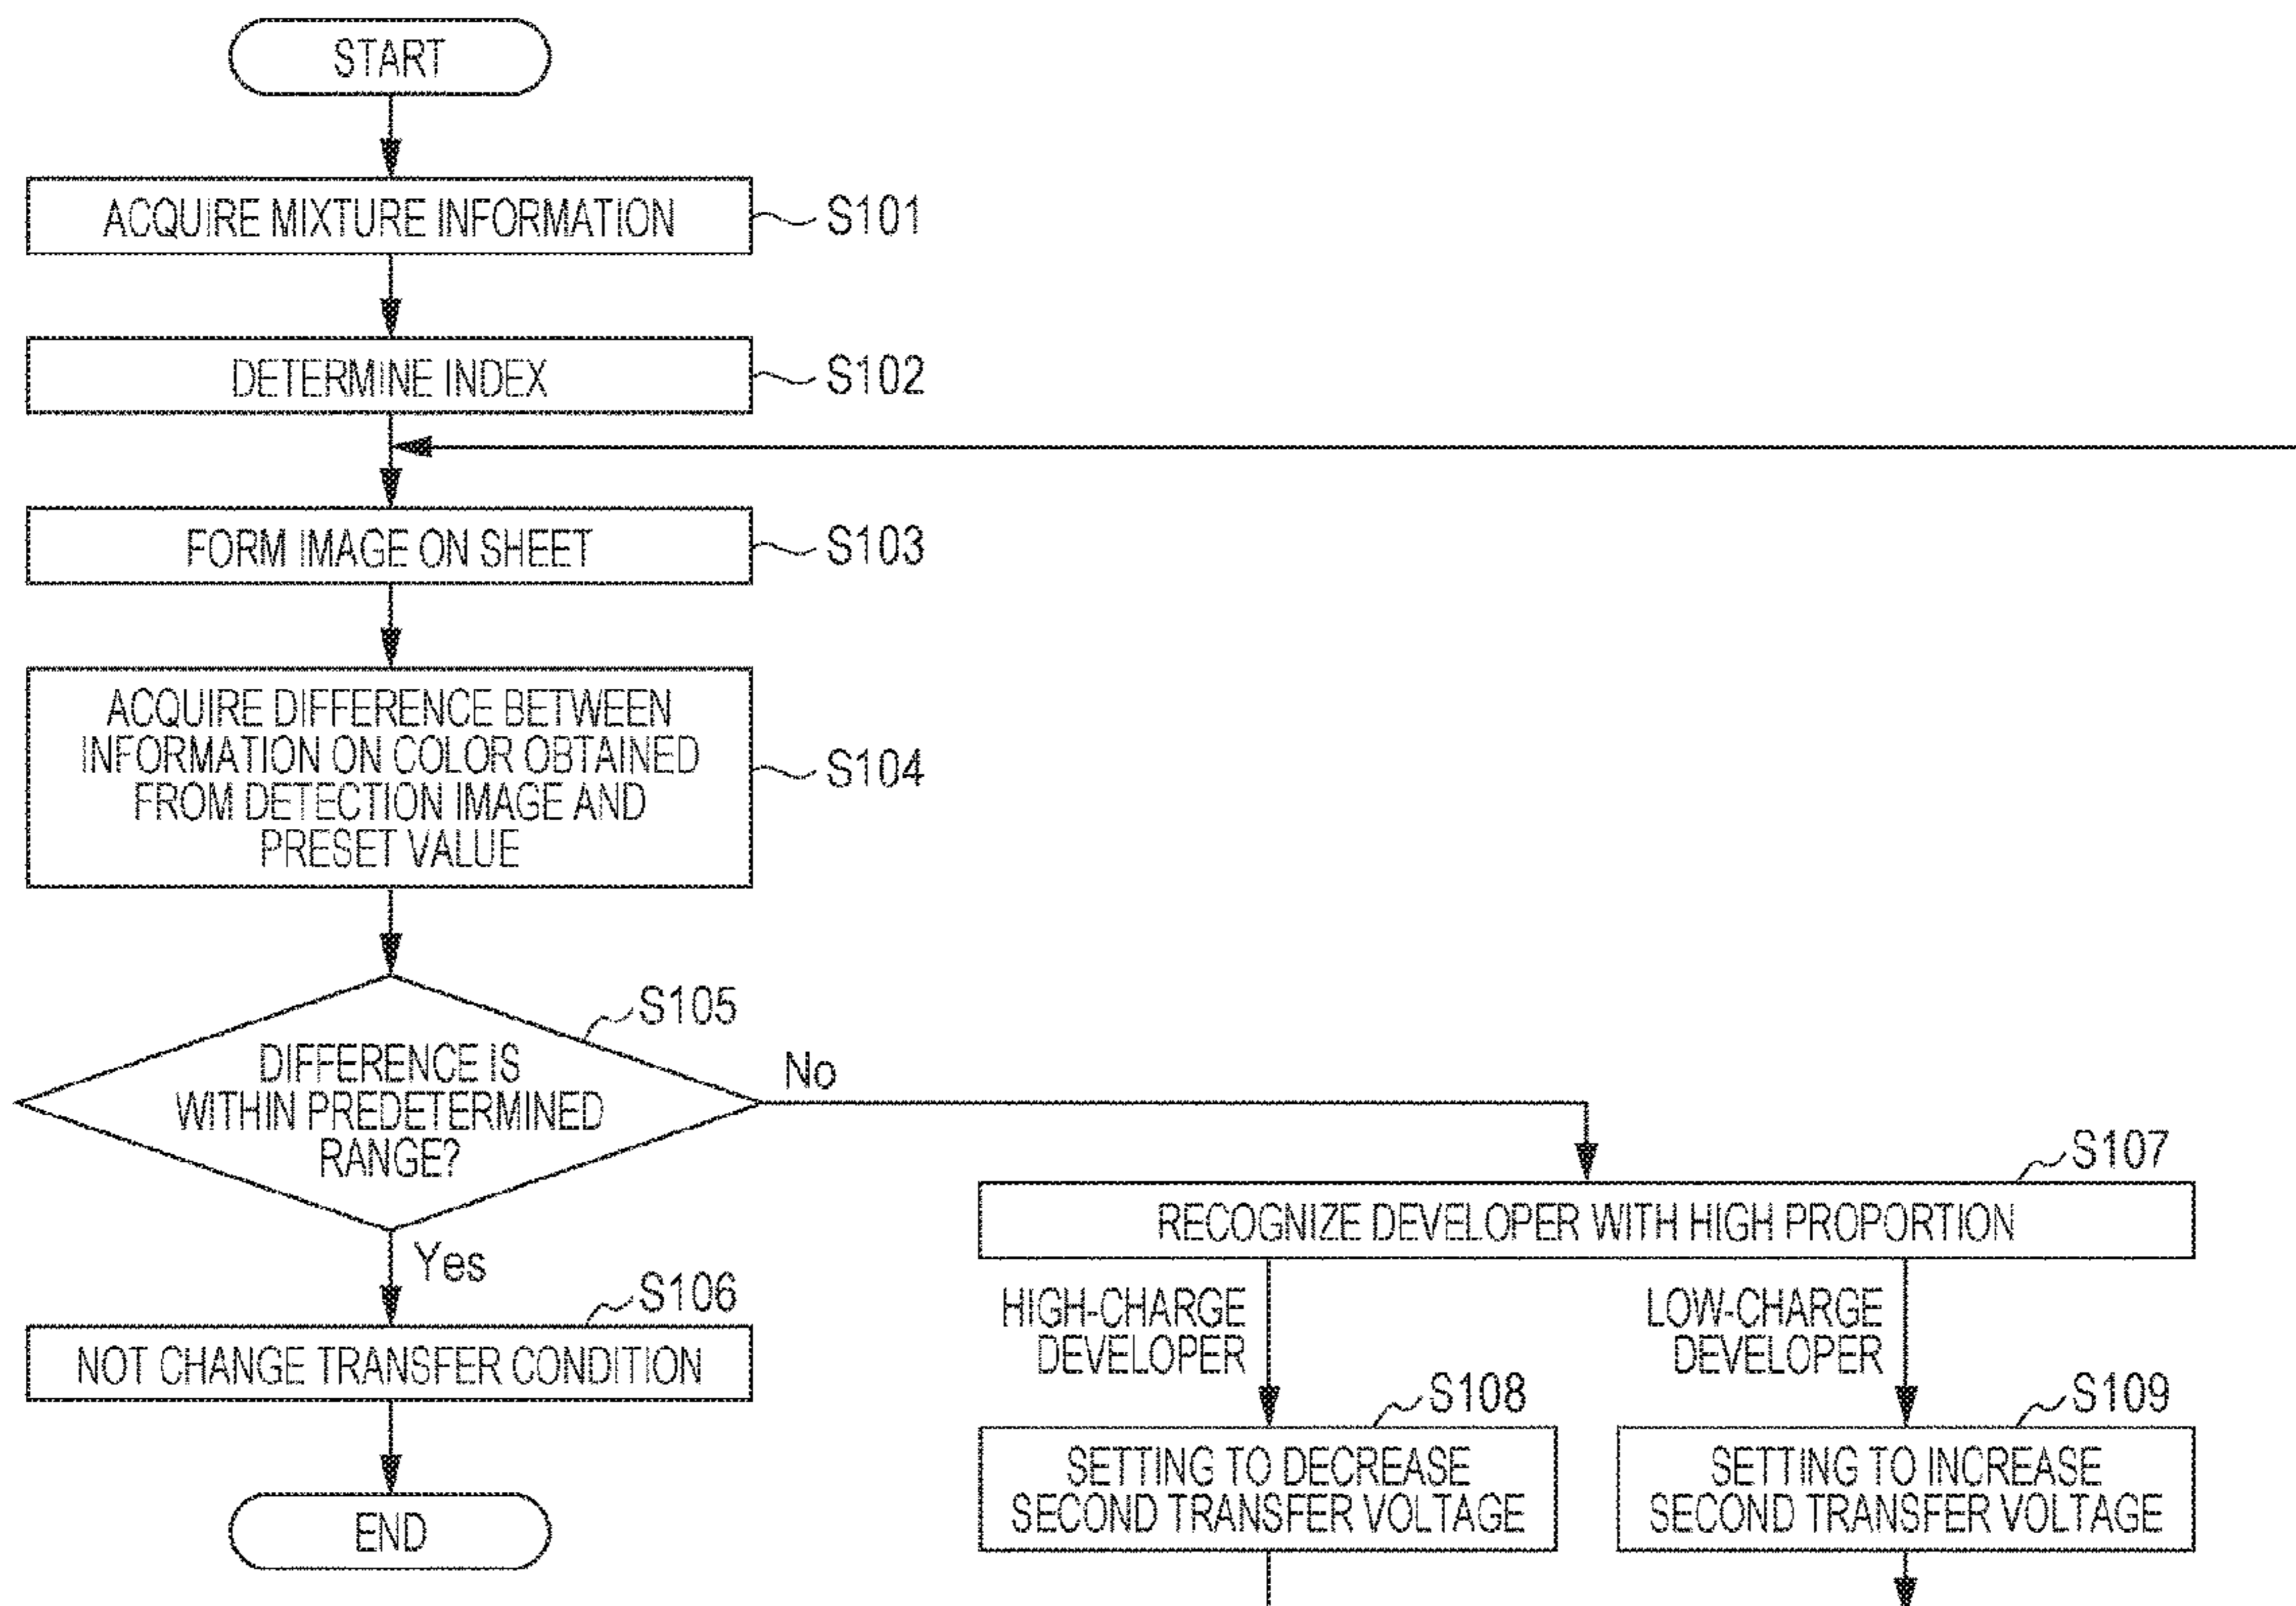 START
ACQUIRE MIXTURE INFORMATION
S101
DETERMINE INDEX
S102
FORM IMAGE ON SHEET
S103
ACQUIRE DIFFERENCE BETWEEN
INFORMATION ON COLOR OBTAINED
FROM DETECTION IMAGE AND
PRESET VALUE
S104
S105
DIFFERENCE IS
WITHIN PREDETERMINED
RANGE?
No
Yes
S106
NOT CHANGE TRANSFER CONDITION
END
S107
RECOGNIZE DEVELOPER WITH HIGH PROPORTION
HIGH-CHARGE
DEVELOPER
LOW-CHARGE
DEVELOPER
S108
SETTING TO DECREASE
SECOND TRANSFER VOLTAGE
S109
SETTING TO INCREASE
SECOND TRANSFER VOLTAGE